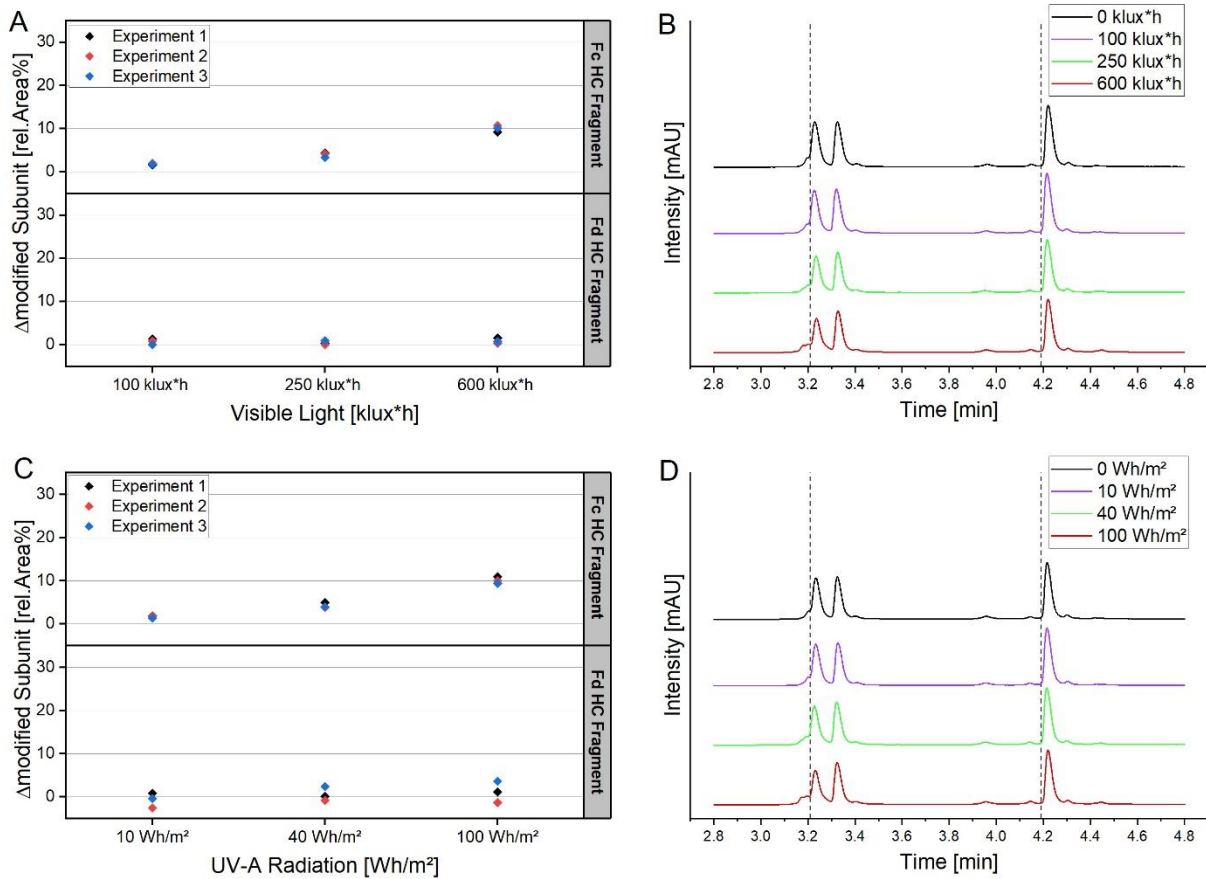 A
Δmodified Subunit [rel.Area%]
30
20
10
0
30
20
10
0
Experiment 1
Experiment 2
Experiment 3
Fc HC Fragment
Fd HC Fragment
100 klux*h
250 klux*h
600 klux*h
Visible Light [klux*h]
B
Intensity [mAU]
0 klux*h
100 klux*h
250 klux*h
600 klux*h
2.8 3.0 3.2 3.4 3.6 3.8 4.0 4.2 4.4 4.6 4.8
Time [min]
C
Δmodified Subunit [rel.Area%]
30
20
10
0
30
20
10
0
Experiment 1
Experiment 2
Experiment 3
Fc HC Fragment
Fd HC Fragment
10 Wh/m²
40 Wh/m²
100 Wh/m²
UV-A Radiation [Wh/m²]
D
Intensity [mAU]
0 Wh/m²
10 Wh/m²
40 Wh/m²
100 Wh/m²
2.8 3.0 3.2 3.4 3.6 3.8 4.0 4.2 4.4 4.6 4.8
Time [min]